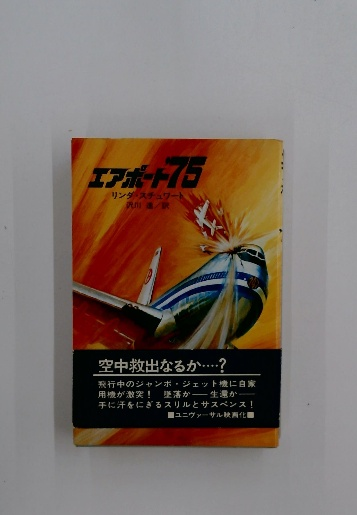 エアポート75
リンダ・スチュワート
沢川 進／訳
空中救出なるか‥‥?
飛行中のジャンボ・ジェット機に自家
用機が激突! 墜落か――生還か――
手に汗をにぎるスリルとサスペンス!
■ユニヴァーサル映画化■